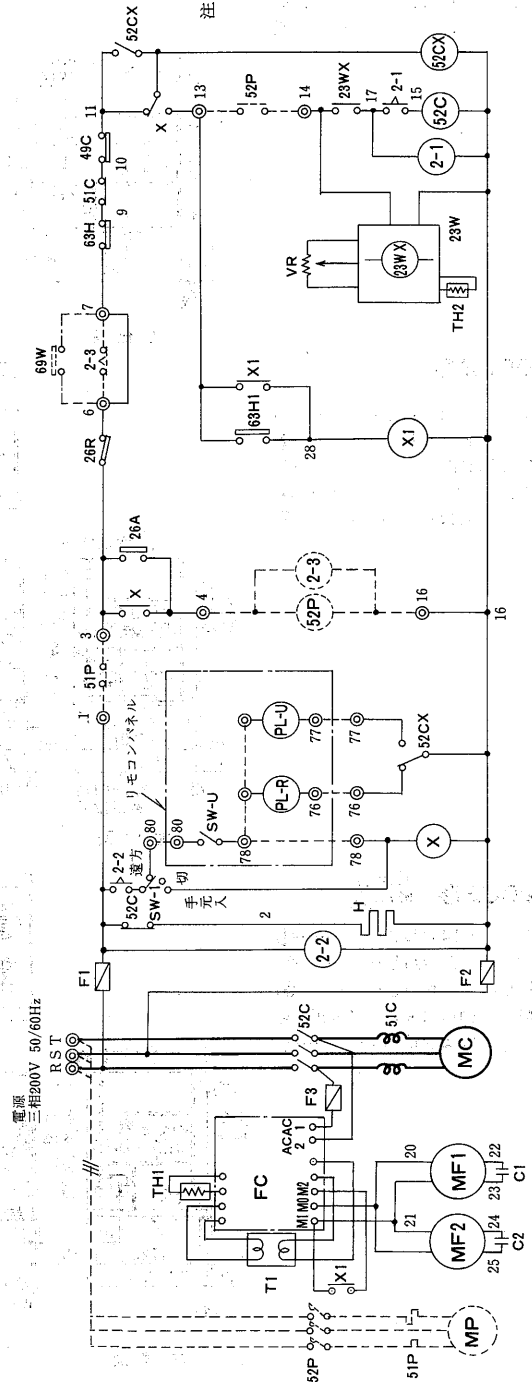 電源
三相200V 50/60Hz
R S T
F1
F2
52C
51C
MC
F3
ACAC
2 1
TH1
FC
M1 M0 M2
T1
X1
20
21
MF1
MF2
22
23
24
25
C1
C2
52P
51P
MP
2-2
52C
SW-1
2-2
遠方
切
手元
入
2
H
2-2
80
80
リモコンパネル
SW-U
78
PL-R
PL-U
76
77
78
76
77
52CX
X
1
51P
3
X
26A
4
52P
2-3
16
16
26R
6
69W
2-3
7
63H
9
51C
10
49C
11
52CX
X
13
52P
14
23WX
17
2-1
15
52C
2-1
52CX
63H1
X1
28
X1
VR
23WX
23W
TH2
注